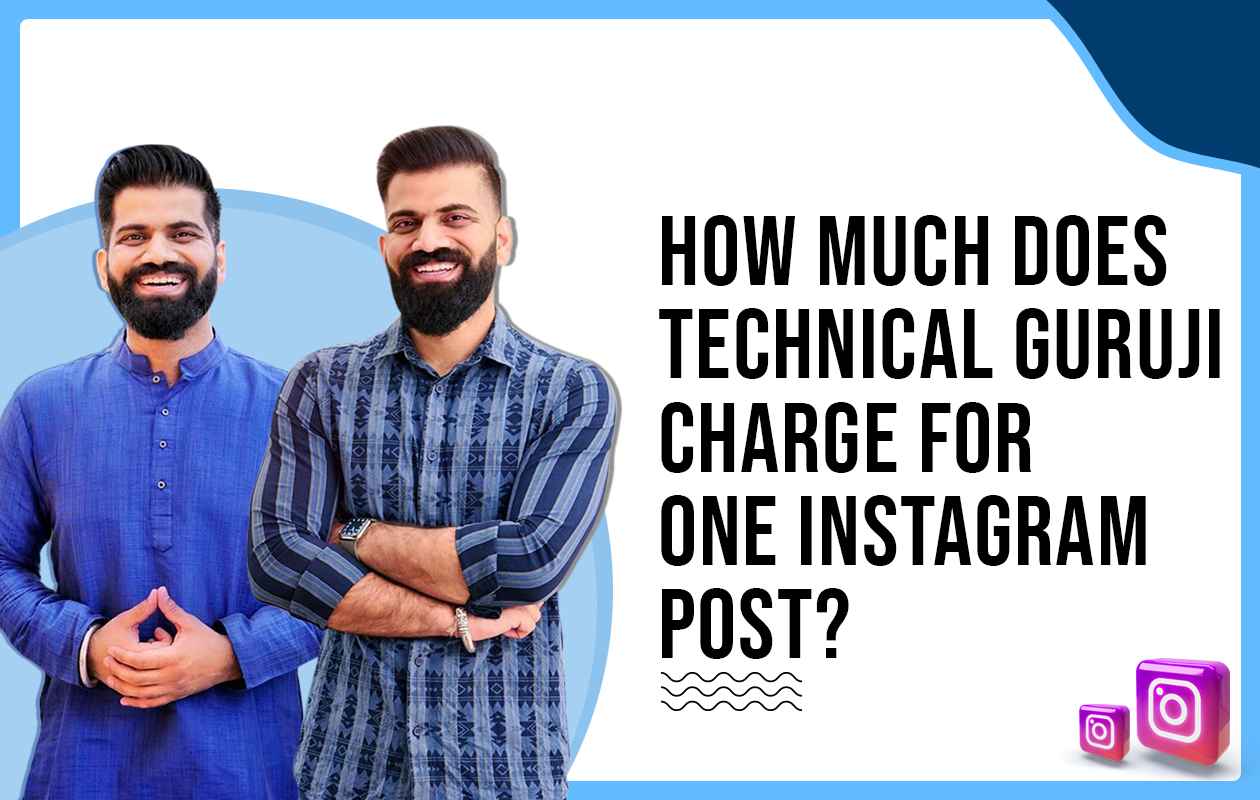 HOW MUCH DOES
TECHNICAL GURUJI
CHARGE FOR
ONE INSTAGRAM
POST?